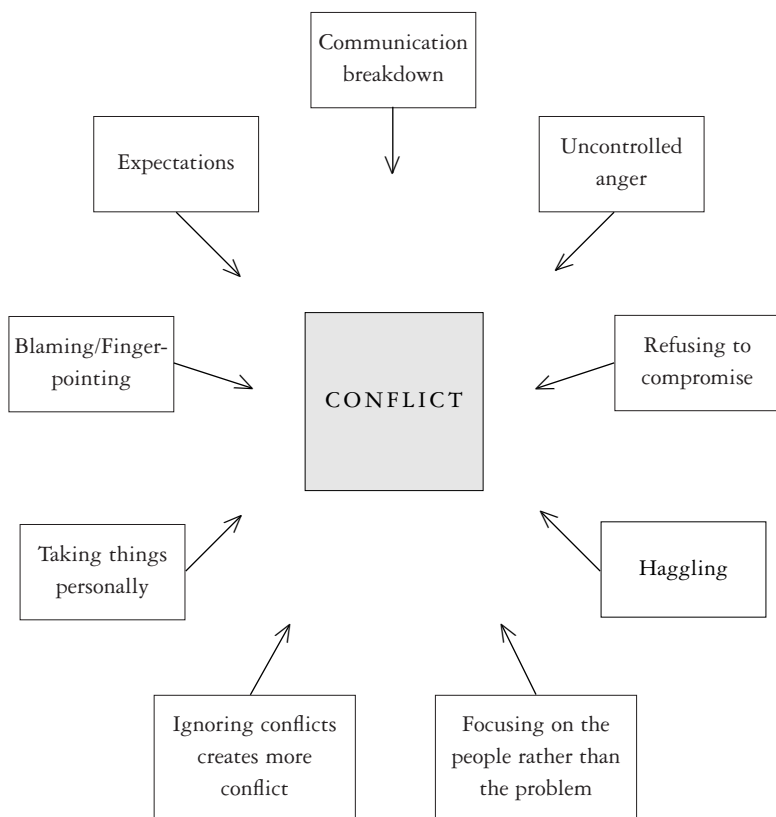 Communication
breakdown
Expectations
Uncontrolled
anger
Blaming/Finger-
pointing
CONFLICT
Refusing to
compromise
Taking things
personally
Haggling
Ignoring conflicts
creates more
conflict
Focusing on the
people rather than
the problem